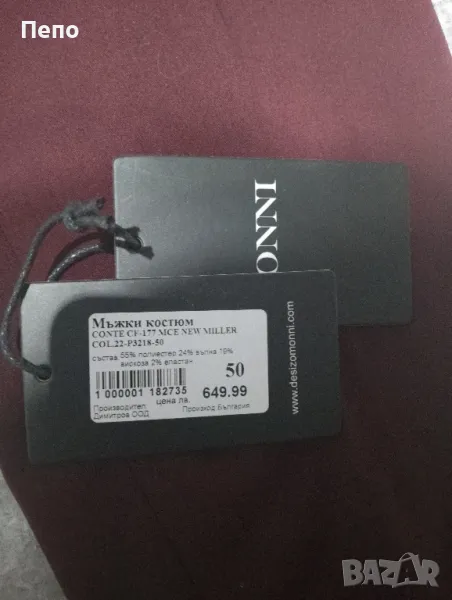 Пепо
ONNI
www.desizomonni.com
Мъжки костюм
CONTE CF-177 MCE NEW MILLER
COL.22-P3218-50
състав 55% полиестер 24% вълна 19%
вискоза 2% еластан
50
1 000001 182735
цена лв.
649.99
Производител:
Димитров ООД
Произход България
BAZAR